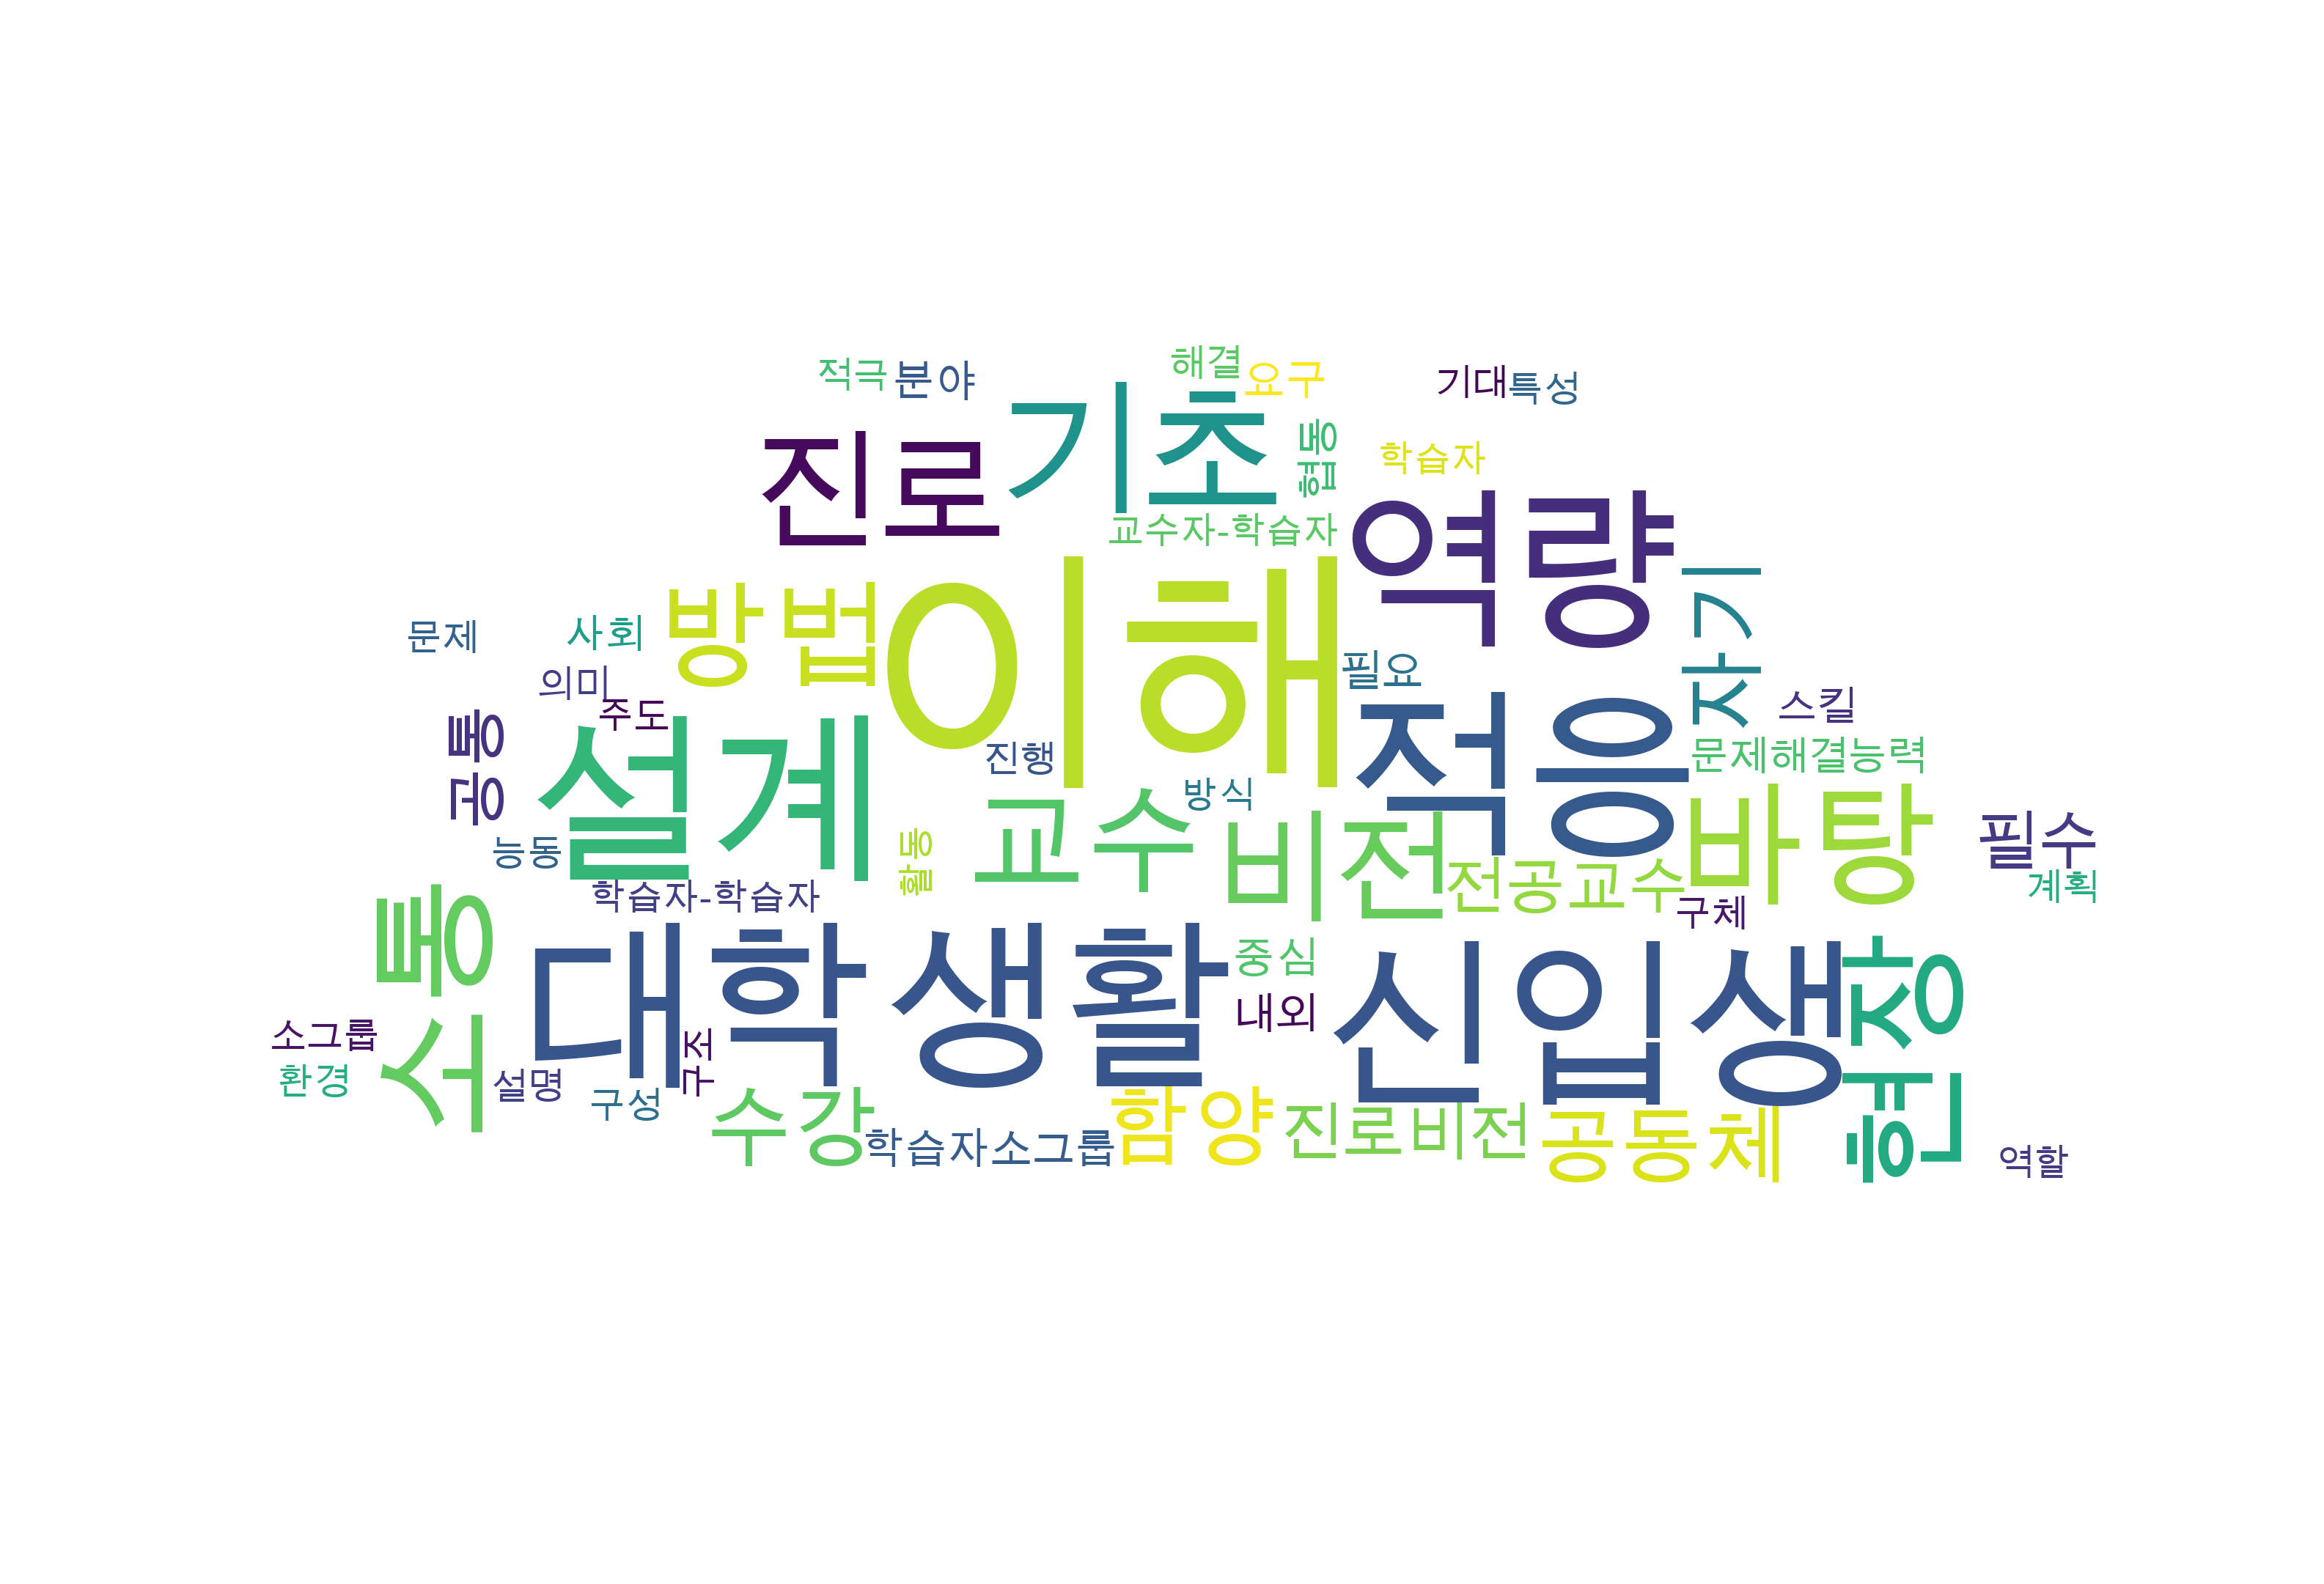 적극
분야
해결
요구
기대
특성
기초
진로
협동
학습자
교수자-학습자
역량
이해
방법
자기
문제
사회
의미
주도
필요
스킬
공동
설계
적응
진행
방식
문제해결능력
바탕
필수
계획
능동
활동
교수
비전
전공교수
학습자-학습자
구체
소통
대학생활
중심
내외
신입생
현장
소그룹
환경
설명
구성
구조
수강
학습자소그룹
함양
진로비전
공동체
역할